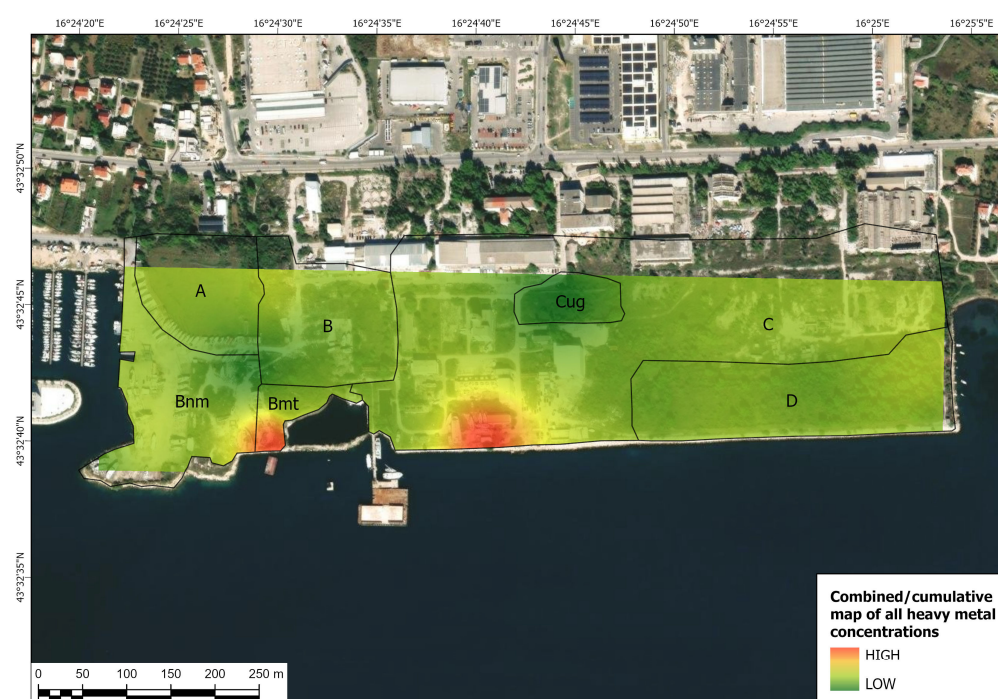 16°24'20"E 16°24'25"E 16°24'30"E 16°24'35"E 16°24'40"E 16°24'45"E 16°24'50"E 16°24'55"E 16°25'E 16°25'5"E
43°32'50"N
43°32'45"N
43°32'40"N
43°32'35"N
A
B
Cug
C
Bnm
Bmt
D
Combined/cumulative
map of all heavy metal
concentrations
HIGH
LOW
0 50 100 150 200 250 m